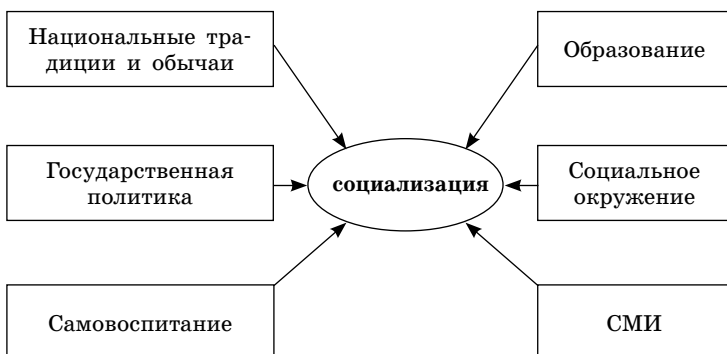 Национальные тра-
диции и обычаи
Образование
Государственная
политика
социализация
Социальное
окружение
Самовоспитание
СМИ